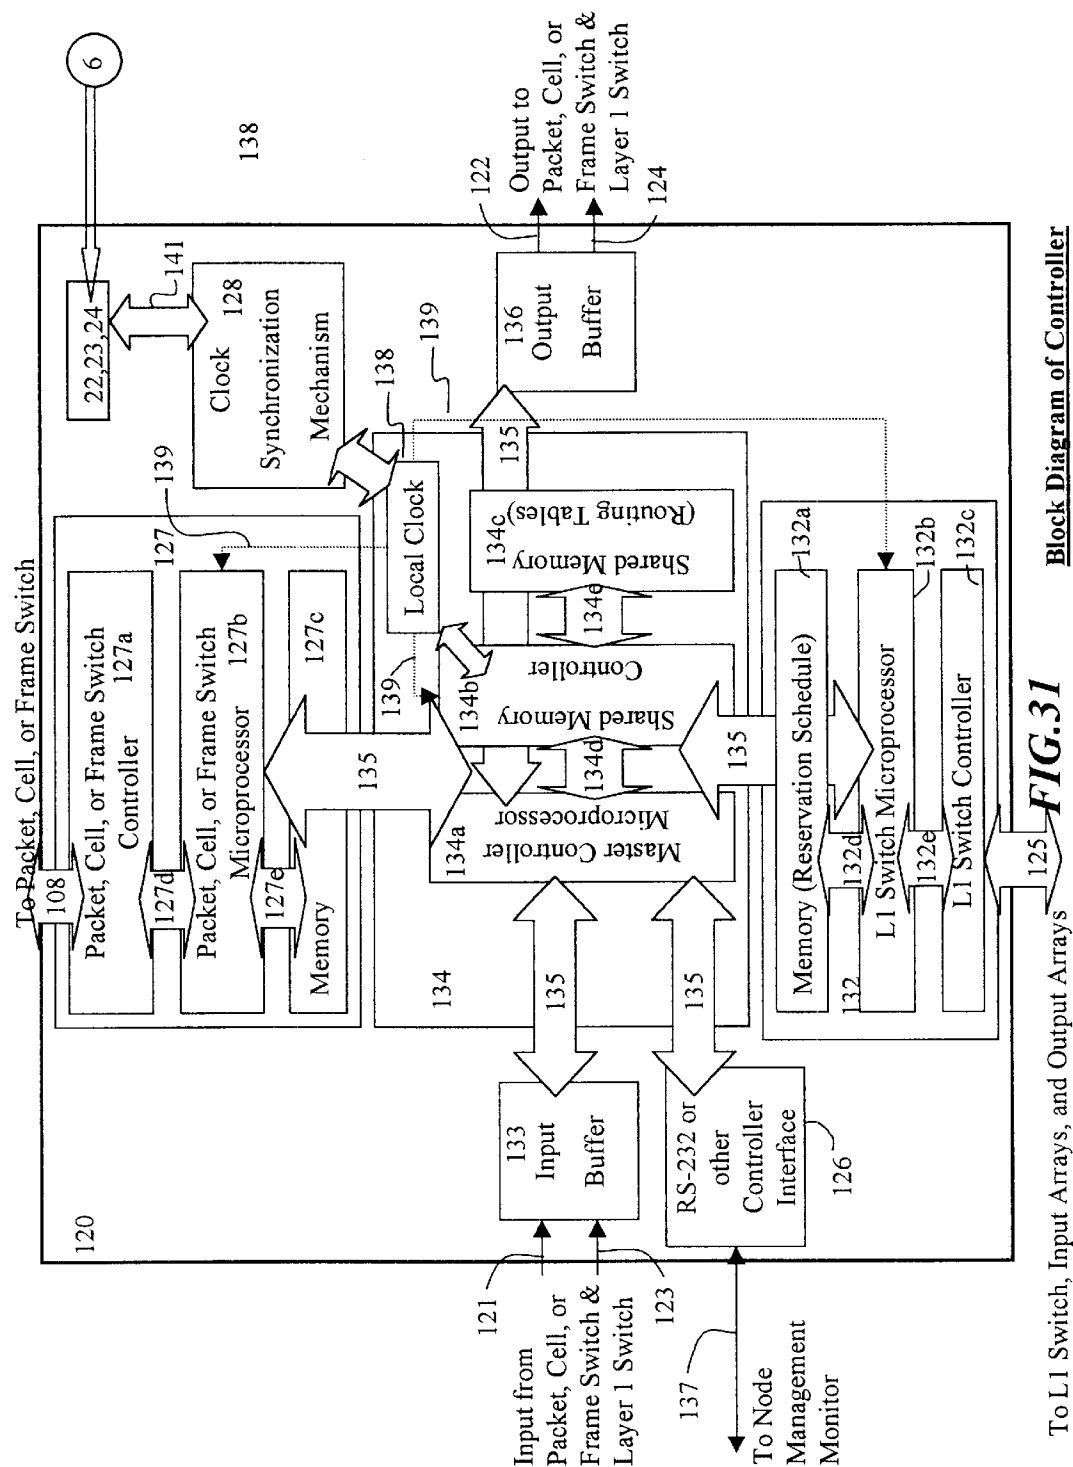 To Packet, Cell, or Frame Switch
6
138
22,23,24
141
120
108
127
139
Packet, Cell, or Frame Switch
Controller
127a
127d
Packet, Cell, or Frame Switch
Microprocessor
127b
127e
Memory
127c
Clock
128
Synchronization
Mechanism
138
Local Clock
139
139
135
134
134a
Master Controller
Microprocessor
134d
134b
Shared Memory
Controller
134e
134c
Shared Memory
(Routing Tables)
135
136
Output
Buffer
122
124
Output to
Packet, Cell, or
Frame Switch &
Layer 1 Switch
121
123
Input from
Packet, Cell, or
Frame Switch &
Layer 1 Switch
133
Input
Buffer
135
135
RS-232 or
other
Controller
Interface
126
137
To Node
Management
Monitor
135
Memory (Reservation Schedule)
132a
132
132d
L1 Switch Microprocessor
132b
132e
L1 Switch Controller
132c
125
To L1 Switch, Input Arrays, and Output Arrays
FIG.31
Block Diagram of Controller